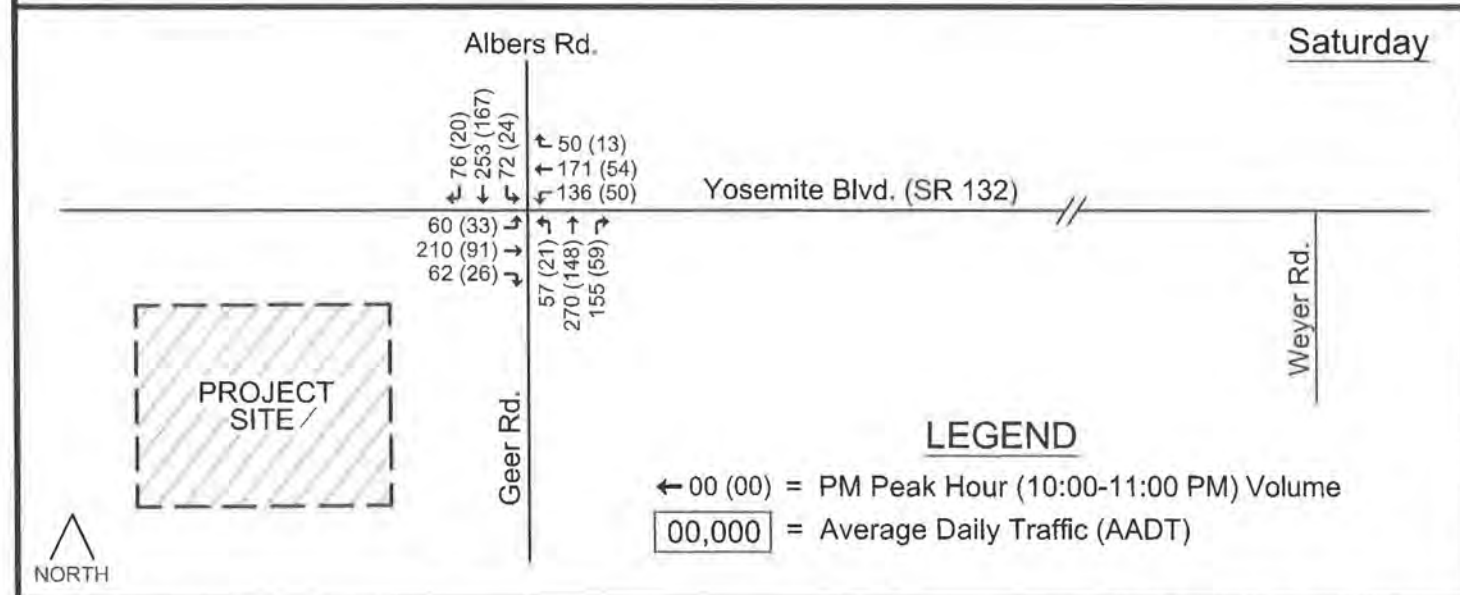 Albers Rd.
Saturday
76 (20)
253 (167)
72 (24)
50 (13)
171 (54)
136 (50)
Yosemite Blvd. (SR 132)
60 (33)
210 (91)
62 (26)
57 (21)
270 (148)
155 (59)
Weyer Rd.
PROJECT
SITE
Geer Rd.
LEGEND
← 00 (00) = PM Peak Hour (10:00-11:00 PM) Volume
00,000 = Average Daily Traffic (AADT)
NORTH